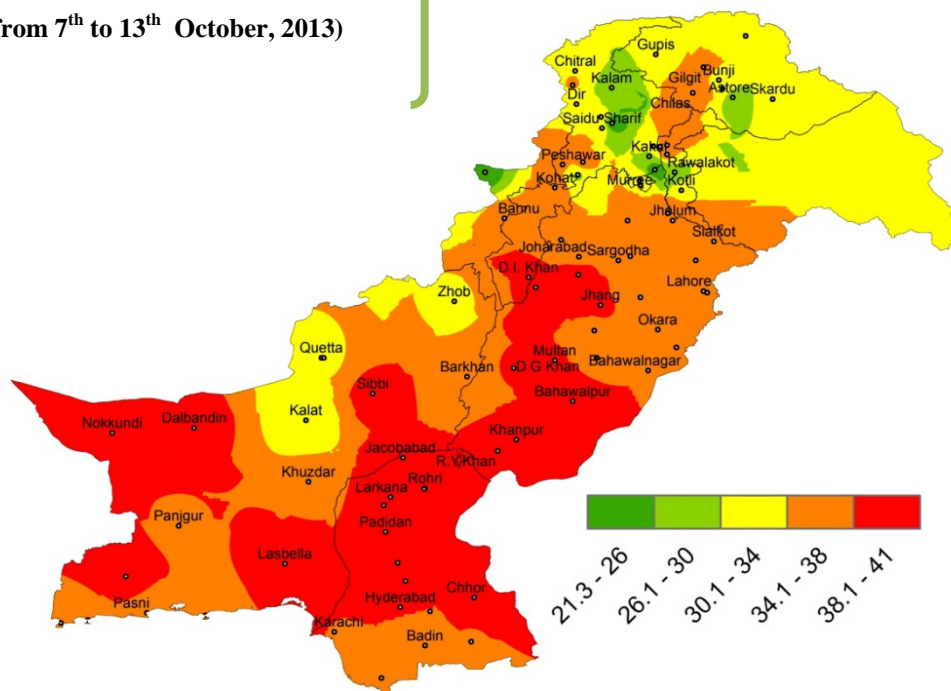 from 7th to 13th October, 2013)
Gupis
Chitral
Bunji
Kalam
Gilgit
Dir
Astore
Skardu
Chilas
Saidu Sharif
Peshawar
Rawalakot
Kohat
Kotli
Bannu
Jhelum
Sialkot
Joharabad
Sargodha
D.I. Khan
Zhob
Jhang
Lahore
Okara
Quetta
Multan
Barkhan
D G Khan
Bahawalnagar
Sibbi
Bahawalpur
Kalat
Nokkundi
Dalbandin
Khanpur
Jacobabad
R.Y.Khan
Khuzdar
Rohri
Larkana
Panjgur
Padidan
Lasbella
Chhor
Pasni
Hyderabad
Karachi
Badin
21.3 - 26
26.1 - 30
30.1 - 34
34.1 - 38
38.1 - 41